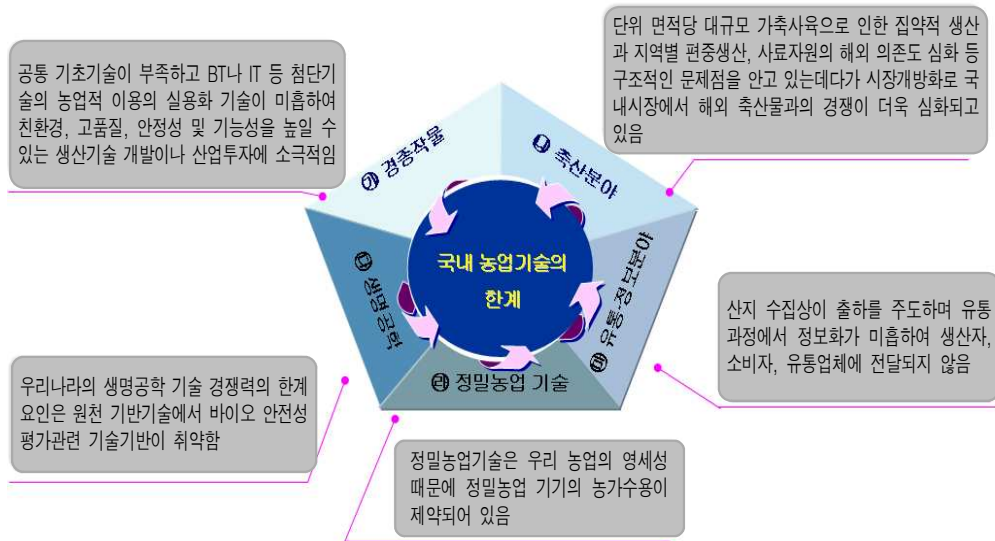 공통 기초기술이 부족하고 BT나 IT 등 첨단기
술의 농업적 이용의 실용화 기술이 미흡하여
친환경, 고품질, 안정성 및 기능성을 높일 수
있는 생산기술 개발이나 산업투자에 소극적임
단위 면적당 대규모 가축사육으로 인한 집약적 생산
과 지역별 편중생산, 사료자원의 해외 의존도 심화 등
구조적인 문제점을 안고 있는데다가 시장개방화로 국
내시장에서 해외 축산물과의 경쟁이 더욱 심화되고
있음
㉮ 경종작물
㉯ 축산분야
국내 농업기술의
한계
㉰ 생명공학
㉱ 정밀농업 기술
㉲ 유통·정보분야
산지 수집상이 출하를 주도하며 유통
과정에서 정보화가 미흡하여 생산자,
소비자, 유통업체에 전달되지 않음
우리나라의 생명공학 기술 경쟁력의 한계
요인은 원천 기반기술에서 바이오 안전성
평가관련 기술기반이 취약함
정밀농업기술은 우리 농업의 영세성
때문에 정밀농업 기기의 농가수용이
제약되어 있음